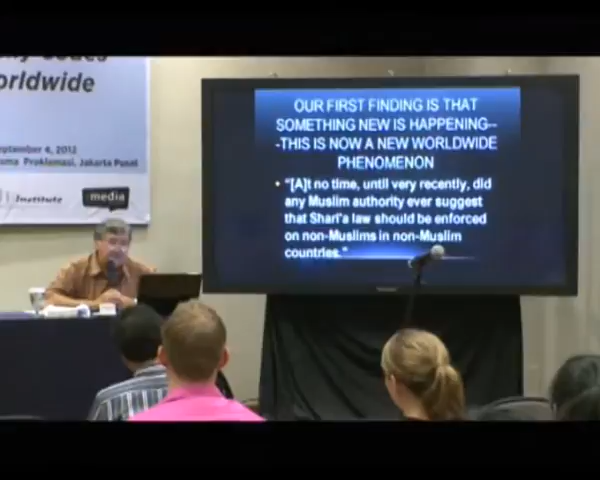 orldwide
September 4, 2012
Proklamasi, Jakarta Pusat
Institute
media
OUR FIRST FINDING IS THAT
SOMETHING NEW IS HAPPENING--
-THIS IS NOW A NEW WORLDWIDE
PHENOMENON
• "[A]t no time, until very recently, did
any Muslim authority ever suggest
that Shari'a law should be enforced
on non-Muslims in non-Muslim
countries."